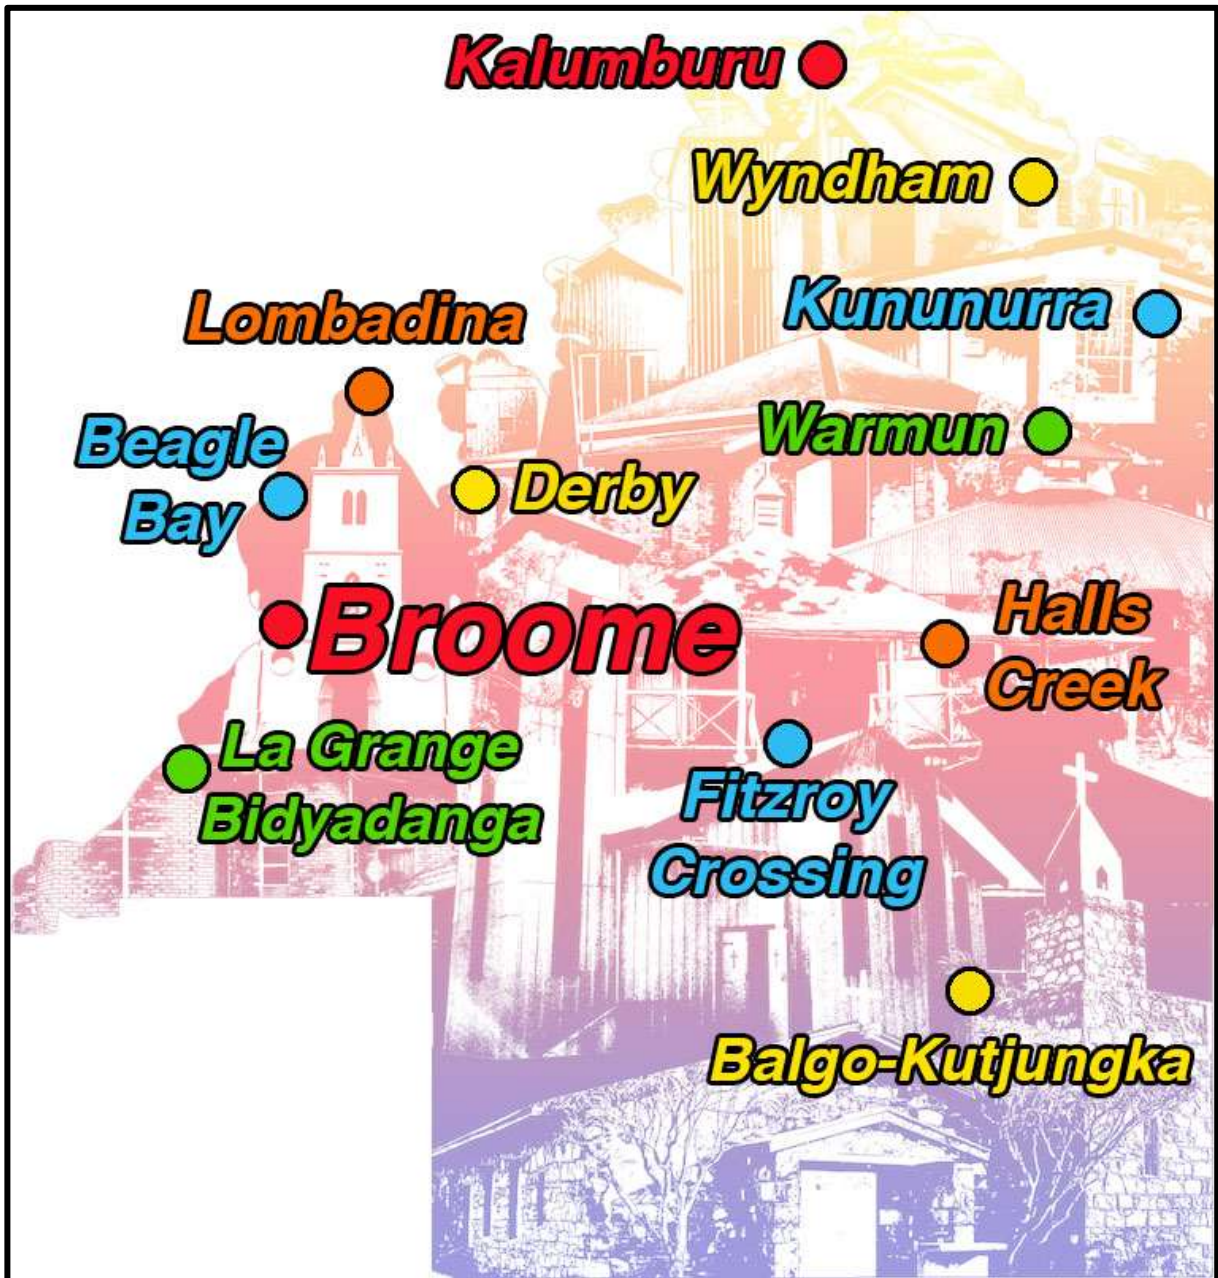 Kalumburu
Wyndham
Kununurra
Lombadina
Warmun
Beagle
Bay
Derby
Broome
Halls
Creek
La Grange
Bidyadanga
Fitzroy
Crossing
Balgo-Kutjungka